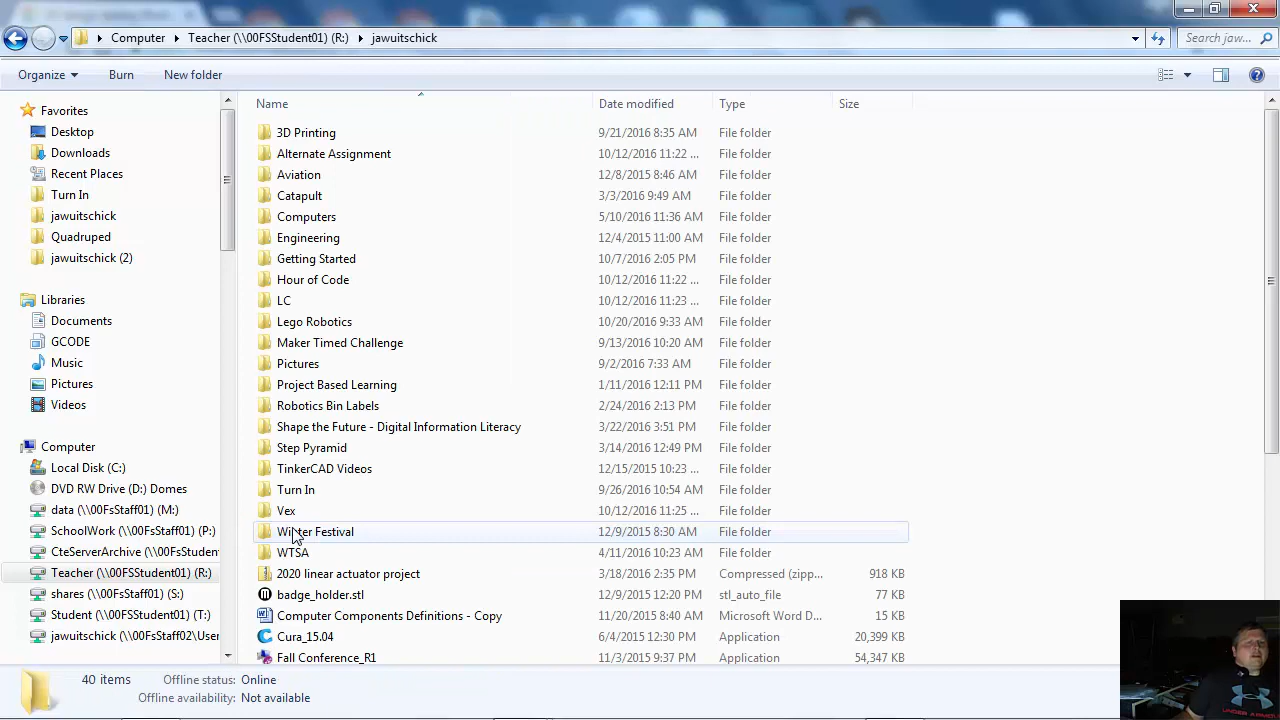 Computer Teacher (\\00FSStudent01) (R:) jawuitschick Search jaw...
Organize Burn New folder
Name Date modified Type Size
Favorites
Desktop
Downloads
Recent Places
Turn In
jawuitschick
Quadruped
jawuitschick (2)
Libraries
Documents
GCODE
Music
Pictures
Videos
Computer
Local Disk (C:)
DVD RW Drive (D:) Domes
data (\\00FsStaff01) (M:)
SchoolWork (\\00FsStaff01) (P:)
CteServerArchive (\\00FsStuden
Teacher (\\00FSStudent01) (R:)
shares (\\00FsStaff01) (S:)
Student (\\00FSStudent01) (T:)
jawuitschick (\\00FsStaff02\User
3D Printing 9/21/2016 8:35 AM File folder
Alternate Assignment 10/12/2016 11:22 ... File folder
Aviation 12/8/2015 8:46 AM File folder
Catapult 3/3/2016 9:49 AM File folder
Computers 5/10/2016 11:36 AM File folder
Engineering 12/4/2015 11:00 AM File folder
Getting Started 10/7/2016 2:05 PM File folder
Hour of Code 10/12/2016 11:22 ... File folder
LC 10/12/2016 11:23 ... File folder
Lego Robotics 10/20/2016 9:33 AM File folder
Maker Timed Challenge 9/13/2016 10:20 AM File folder
Pictures 9/2/2016 7:33 AM File folder
Project Based Learning 1/11/2016 12:11 PM File folder
Robotics Bin Labels 2/24/2016 2:13 PM File folder
Shape the Future - Digital Information Literacy 3/22/2016 3:51 PM File folder
Step Pyramid 3/14/2016 12:49 PM File folder
TinkerCAD Videos 12/15/2015 10:23 ... File folder
Turn In 9/26/2016 10:54 AM File folder
Vex 10/12/2016 11:25 ... File folder
Winter Festival 12/9/2015 8:30 AM File folder
WTSA 4/11/2016 10:23 AM File folder
2020 linear actuator project 3/18/2016 2:35 PM Compressed (zipp... 918 KB
badge_holder.stl 12/9/2015 12:20 PM stl_auto_file 77 KB
Computer Components Definitions - Copy 11/20/2015 8:40 AM Microsoft Word D... 15 KB
Cura_15.04 6/4/2015 12:30 PM Application 20,399 KB
Fall Conference_R1 11/3/2015 9:37 PM Application 54,347 KB
40 items Offline status: Online
Offline availability: Not available
UNDER ARMOUR